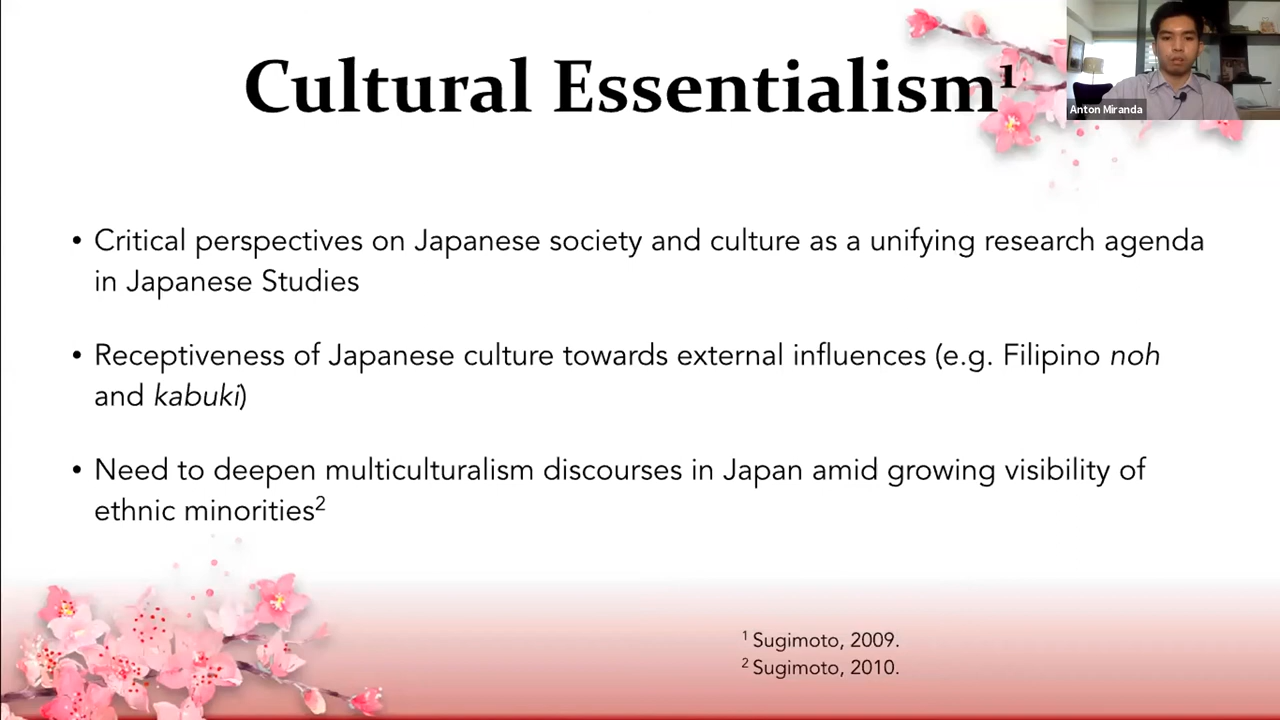 Cultural Essentialism¹
Anton Miranda
• Critical perspectives on Japanese society and culture as a unifying research agenda
in Japanese Studies
• Receptiveness of Japanese culture towards external influences (e.g. Filipino noh
and kabuki)
• Need to deepen multiculturalism discourses in Japan amid growing visibility of
ethnic minorities²
¹ Sugimoto, 2009.
² Sugimoto, 2010.